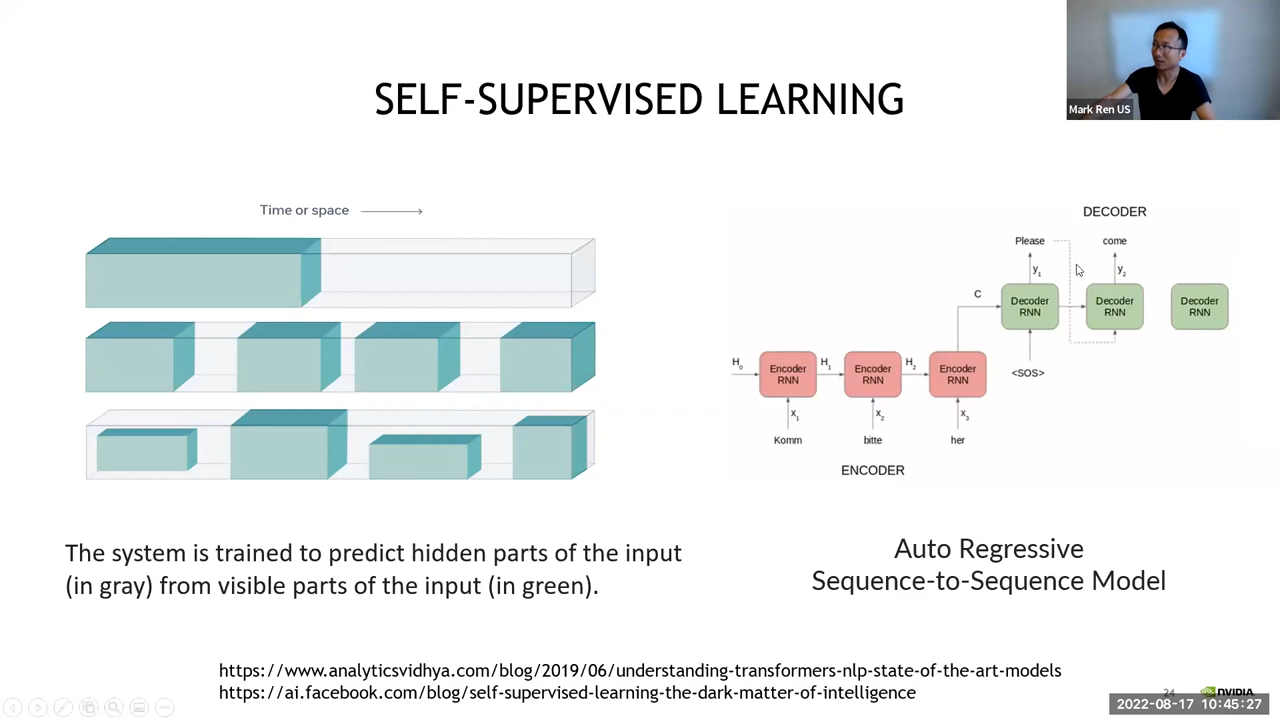 Mark Ren US
SELF-SUPERVISED LEARNING
Time or space
The system is trained to predict hidden parts of the input
(in gray) from visible parts of the input (in green).
DECODER
Please
come
y1
y2
C
Decoder
RNN
Decoder
RNN
Decoder
RNN
H0
H1
H2
Encoder
RNN
Encoder
RNN
Encoder
RNN
<SOS>
x1
x2
x3
Komm
bitte
her
ENCODER
Auto Regressive
Sequence-to-Sequence Model
https://www.analyticsvidhya.com/blog/2019/06/understanding-transformers-nlp-state-of-the-art-models
https://ai.facebook.com/blog/self-supervised-learning-the-dark-matter-of-intelligence
24
NVIDIA
2022-08-17 10:45:27